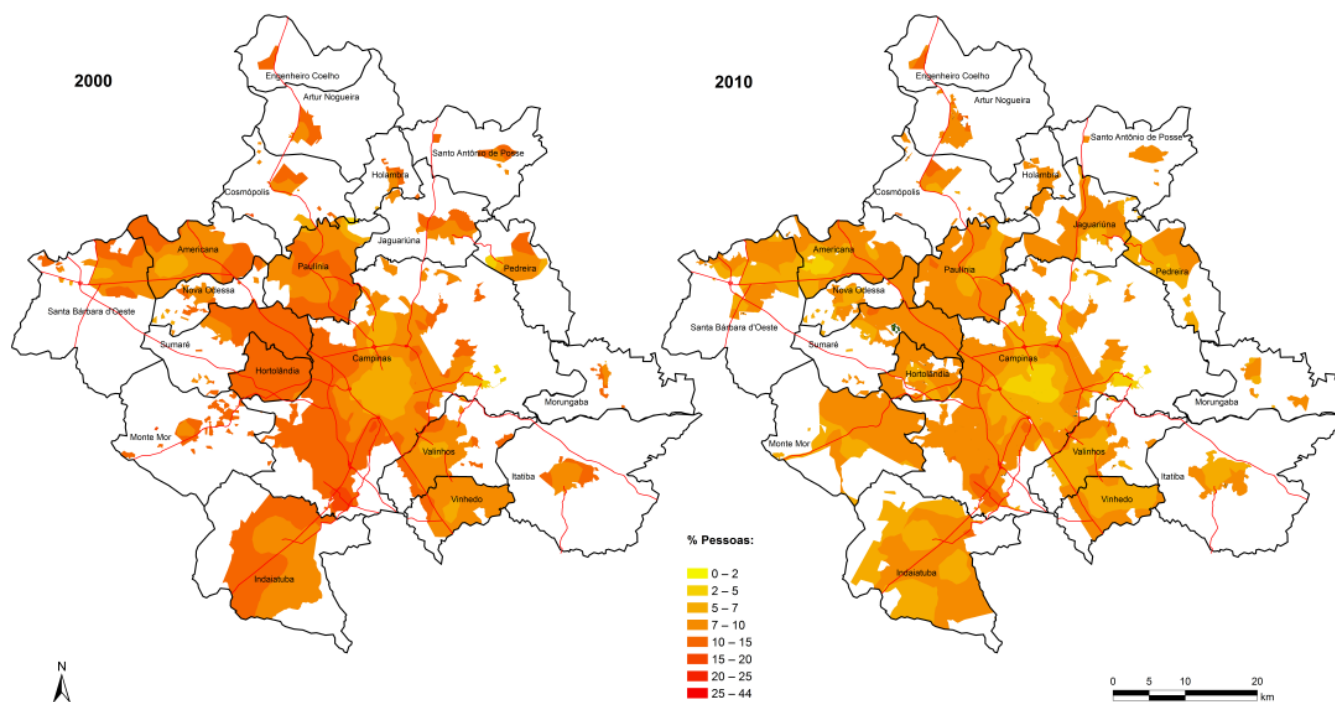 2000
Engenheiro Coelho
Artur Nogueira
Santo Antônio de Posse
Holambra
Cosmópolis
Jaguariúna
Americana
Paulínia
Pedreira
Nova Odessa
Santa Bárbara d'Oeste
Sumaré
Campinas
Hortolândia
Morungaba
Monte Mor
Valinhos
Itatiba
Vinhedo
Indaiatuba
2010
Engenheiro Coelho
Artur Nogueira
Santo Antônio de Posse
Holambra
Cosmópolis
Jaguariúna
Americana
Paulínia
Pedreira
Nova Odessa
Santa Bárbara d'Oeste
Sumaré
Campinas
Hortolândia
Morungaba
Monte Mor
Valinhos
Itatiba
Vinhedo
Indaiatuba
% Pessoas:
0 – 2
2 – 5
5 – 7
7 – 10
10 – 15
15 – 20
20 – 25
25 – 44
N
0 5 10 20
km